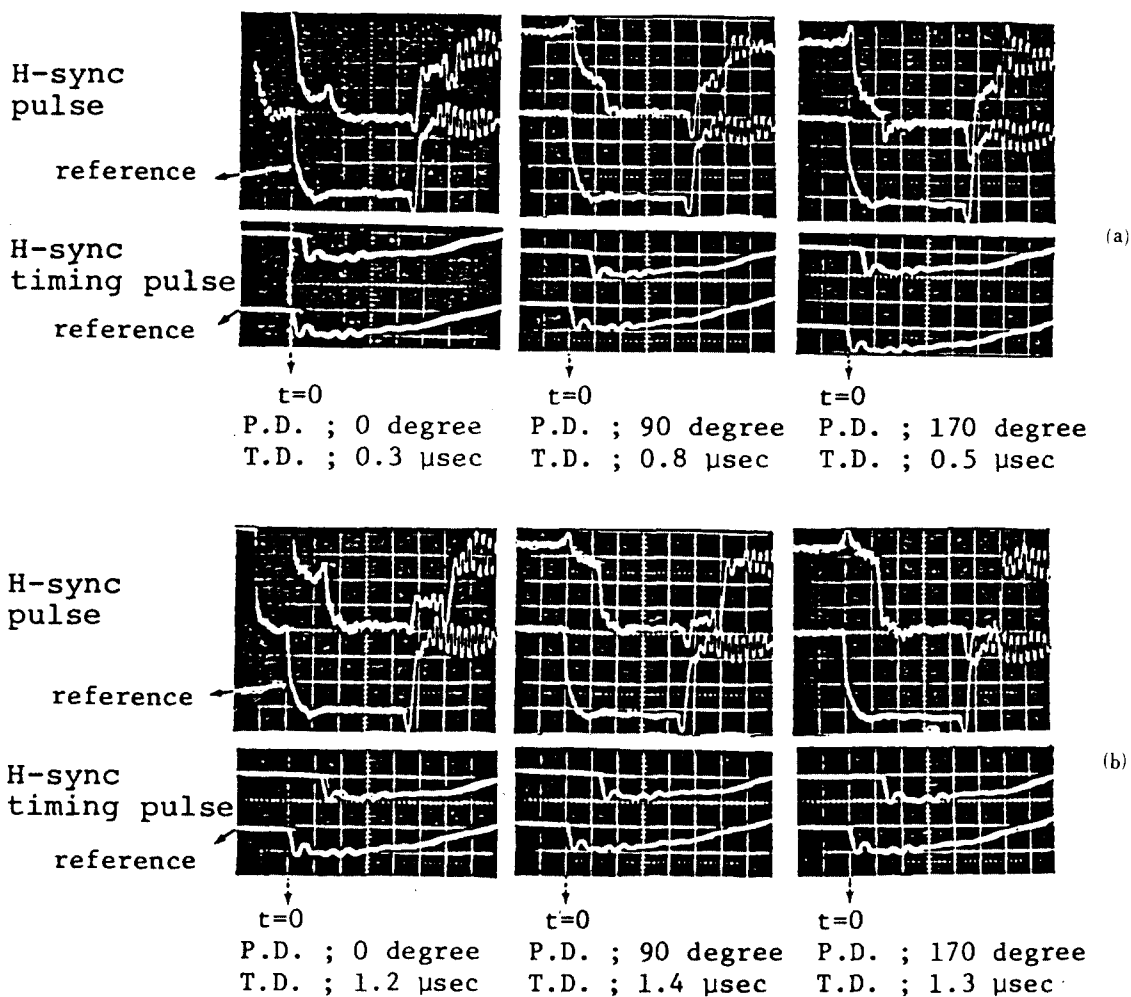 H-sync
pulse
reference
H-sync
timing pulse
reference
(a)
t=0
P.D. ; 0 degree
T.D. ; 0.3 μsec
t=0
P.D. ; 90 degree
T.D. ; 0.8 μsec
t=0
P.D. ; 170 degree
T.D. ; 0.5 μsec
H-sync
pulse
reference
H-sync
timing pulse
reference
(b)
t=0
P.D. ; 0 degree
T.D. ; 1.2 μsec
t=0
P.D. ; 90 degree
T.D. ; 1.4 μsec
t=0
P.D. ; 170 degree
T.D. ; 1.3 μsec